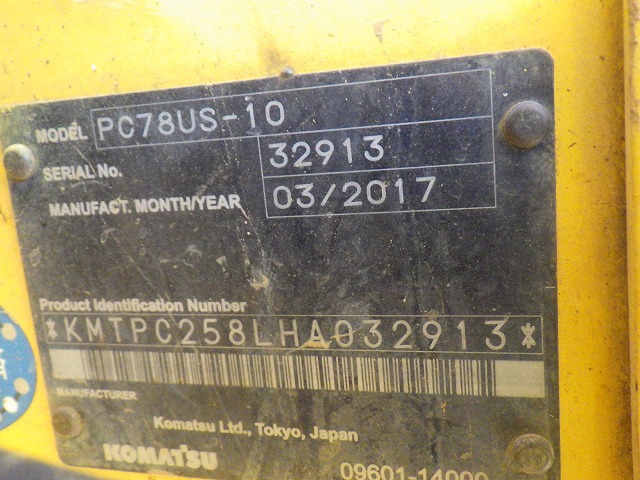 MODEL PC78US-10
SERIAL No. 32913
MANUFACT. MONTH/YEAR 03/2017
Product Identification Number
*KMTPC258LHA032913*
MANUFACTURER
Komatsu Ltd., Tokyo, Japan
KOMATSU
09601-14000